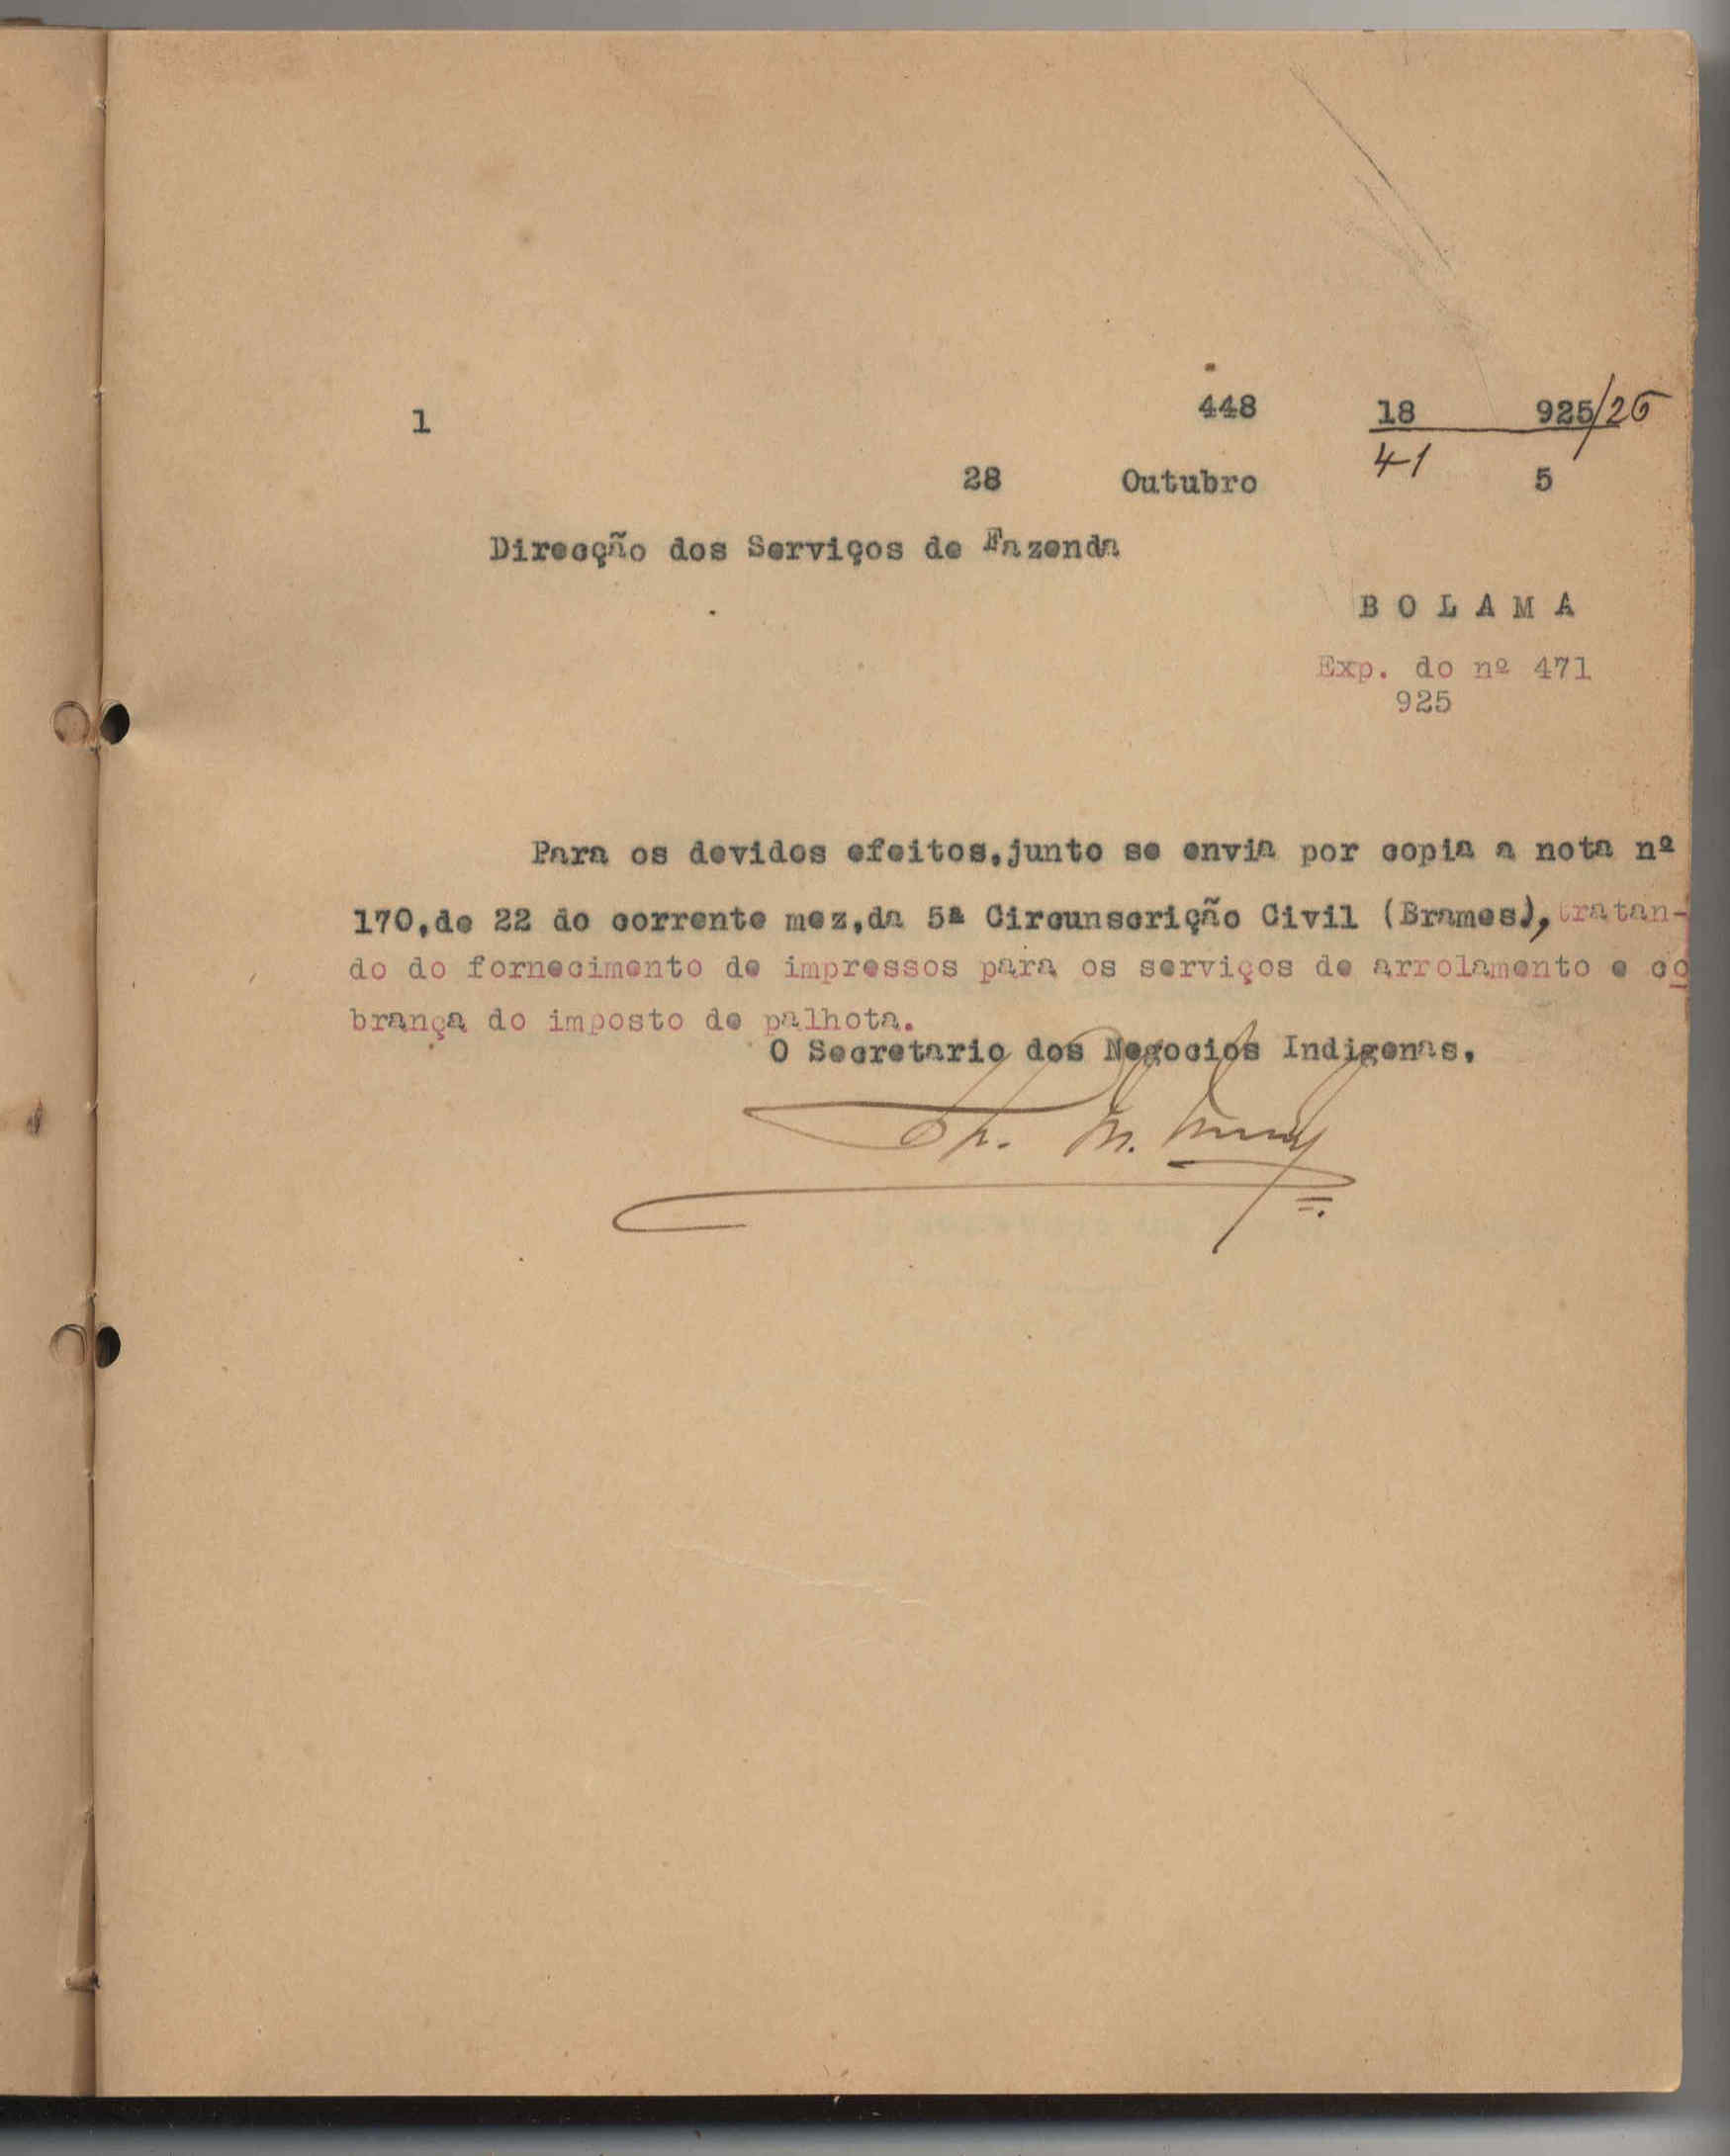 1 448 18 925/26
41
28 Outubro 5
Direcção dos Serviços de Fazenda
B O L A M A
Exp. do nº 471
925
Para os devidos efeitos,junto se envia por copia a nota nº
170,de 22 do corrente mez,da 5ª Circunscrição Civil (Brames), tratan-
do do fornecimento de impressos para os serviços de arrolamento e co
brança do imposto de palhota.
O Secretario dos Negocios Indigenas,